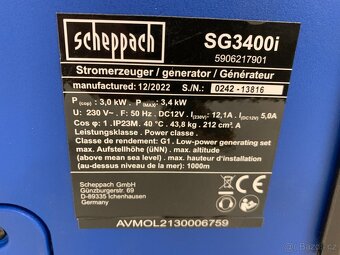 scheppach
SG3400i
5906217901
Stromerzeuger / generator / Générateur
manufactured: 12/2022 S./N.: 0242 -13816
P(cop) : 3,0 kW . P(MAX): 3,4 kW
U: 230 V~ . F: 50 Hz . DC12V . I(230V): 12,1A . I(DC12V) 5,0A
Cos φ: 1 . IP23M. 40 °C . 43,8 kg . 212 cm³. A
Leistungsklasse . Power classe .
Classe de rendement: G1 . Low-power generating set
max. Aufstellhöhe (üNN) . max. altitude
(above mean sea level) . max. hauteur d'installation
(au-dessus niveau de la mer) : 1000m
Scheppach GmbH
Günzburgerstr. 69
D-89335 Ichenhausen
Germany
AVMOL2130006759